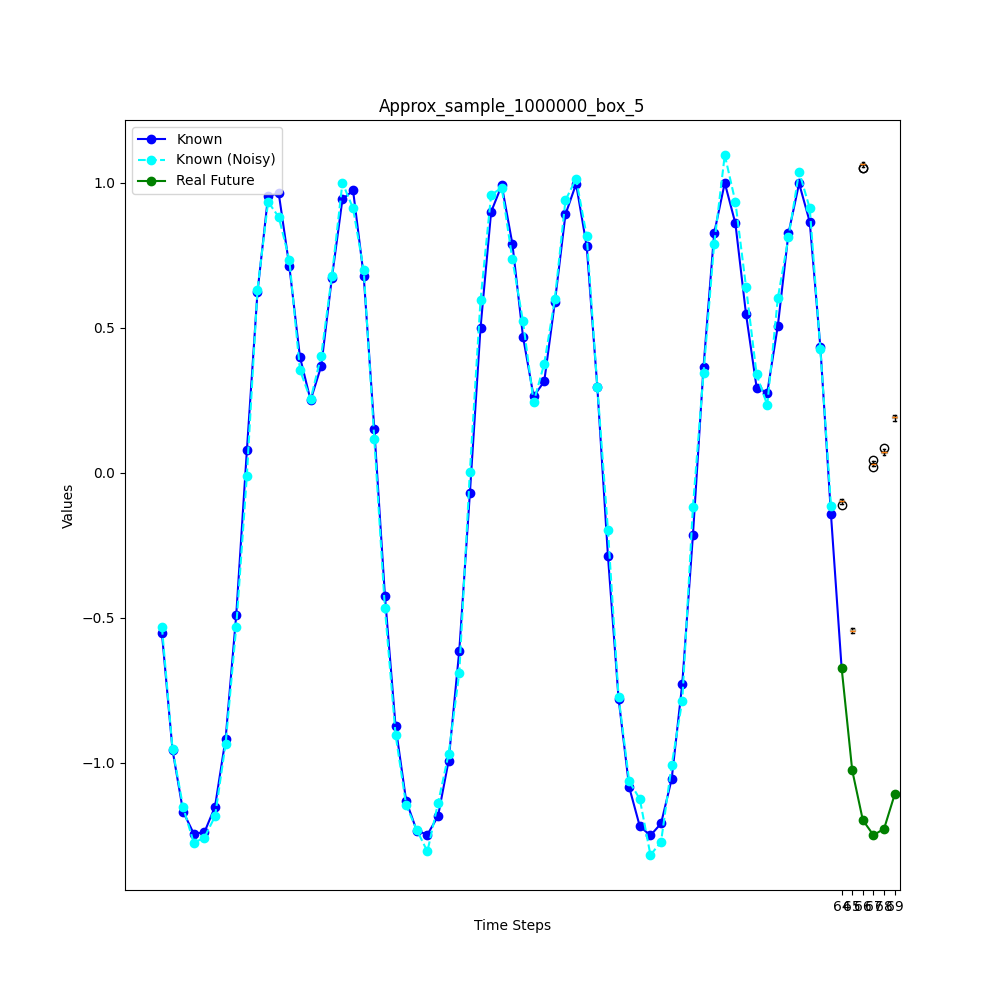 Approx_sample_1000000_box_5
Known
Known (Noisy)
Real Future
1.0
0.5
0.0
−0.5
−1.0
Values
64 65 66 67 68 69
Time Steps